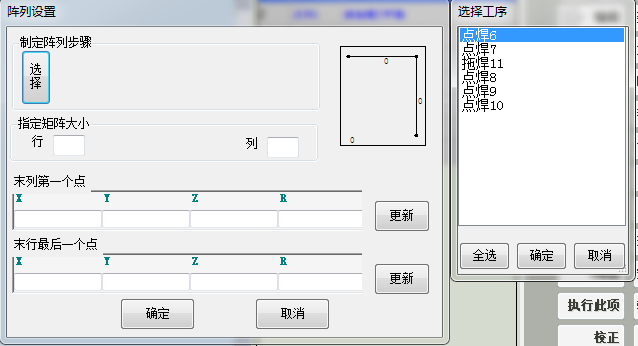 阵列设置
制定阵列步骤
选择
0
0
0
指定矩阵大小
行
列
末列第一个点
X Y Z R
更新
末行最后一个点
X Y Z R
更新
确定 取消
选择工序
点焊6
点焊7
拖焊11
点焊8
点焊9
点焊10
全选 确定 取消
执行此项
校正